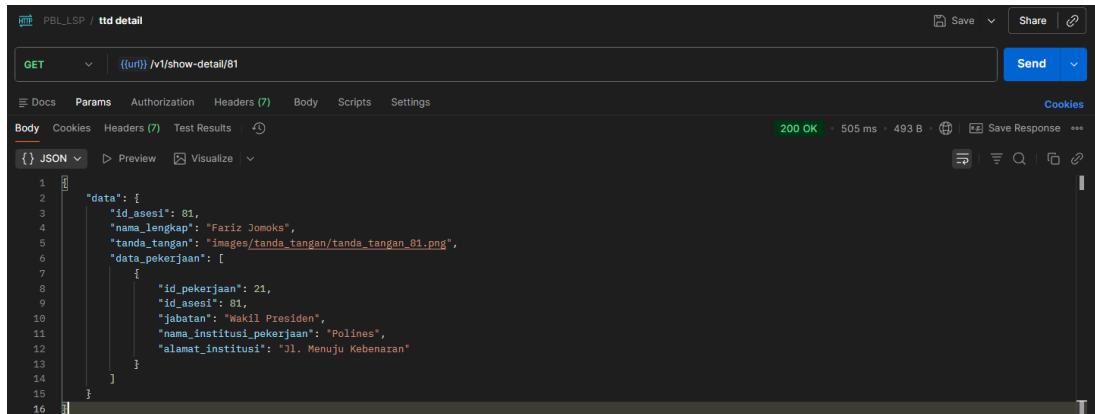 HTTP PBL_LSP / ttd detail Save Share
GET {{url}} /v1/show-detail/81 Send
Docs Params Authorization Headers (7) Body Scripts Settings Cookies
Body Cookies Headers (7) Test Results 200 OK • 505 ms • 493 B • Save Response
{} JSON Preview Visualize
1 {
2 "data": {
3 "id_asesi": 81,
4 "nama_lengkap": "Fariz Jomoks",
5 "tanda_tangan": "images/tanda_tangan/tanda_tangan_81.png",
6 "data_pekerjaan": [
7 {
8 "id_pekerjaan": 21,
9 "id_asesi": 81,
10 "jabatan": "Wakil Presiden",
11 "nama_institusi_pekerjaan": "Polines",
12 "alamat_institusi": "Jl. Menuju Kebenaran"
13 }
14 ]
15 }
16 }